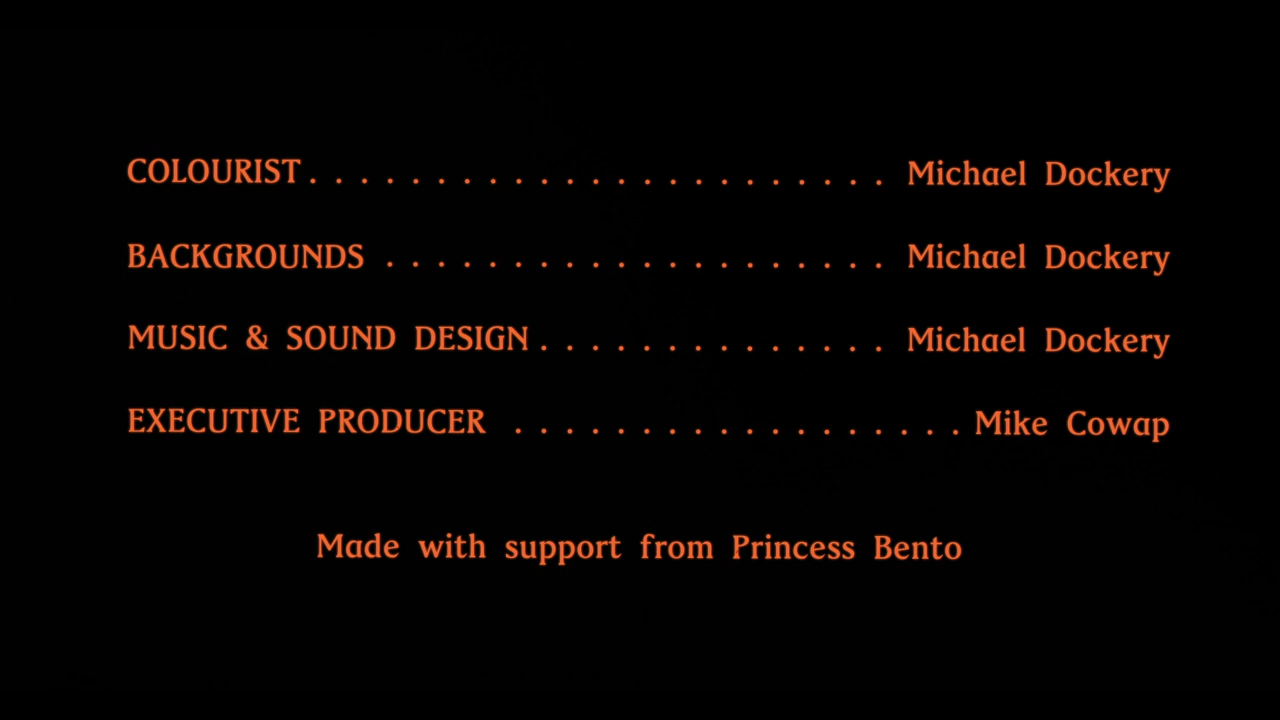 COLOURIST . . . . . . . . . . . . . . . . . . . . . . . Michael Dockery
BACKGROUNDS . . . . . . . . . . . . . . . . . . . . Michael Dockery
MUSIC & SOUND DESIGN . . . . . . . . . . . . . . Michael Dockery
EXECUTIVE PRODUCER . . . . . . . . . . . . . . . . . . Mike Cowap
Made with support from Princess Bento